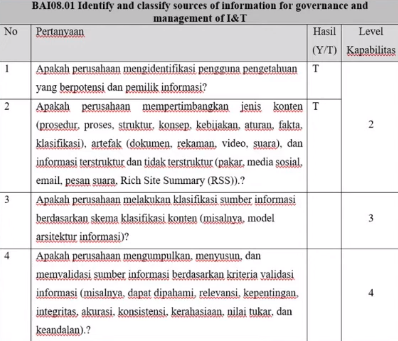 BAI08.01 Identify and classify sources of information for governance and
management of I&T
No Pertanyaan Hasil Level
(Y/T) Kapabilitas
1 Apakah perusahaan mengidentifikasi pengguna pengetahuan T
yang berpotensi dan pemilik informasi?
2 Apakah perusahaan mempertimbangkan jenis konten T
(prosedur, proses, struktur, konsep, kebijakan, aturan, fakta,
klasifikasi), artefak (dokumen, rekaman, video, suara), dan 2
informasi terstruktur dan tidak terstruktur (pakar, media sosial,
email, pesan suara, Rich Site Summary (RSS)).?
3 Apakah perusahaan melakukan klasifikasi sumber informasi
berdasarkan skema klasifikasi konten (misalnya, model 3
arsitektur informasi)?
4 Apakah perusahaan mengumpulkan, menyusun, dan
memvalidasi sumber informasi berdasarkan kriteria validasi
informasi (misalnya, dapat dipahami, relevansi, kepentingan, 4
integritas, akurasi, konsistensi, kerahasiaan, nilai tukar, dan
keandalan).?